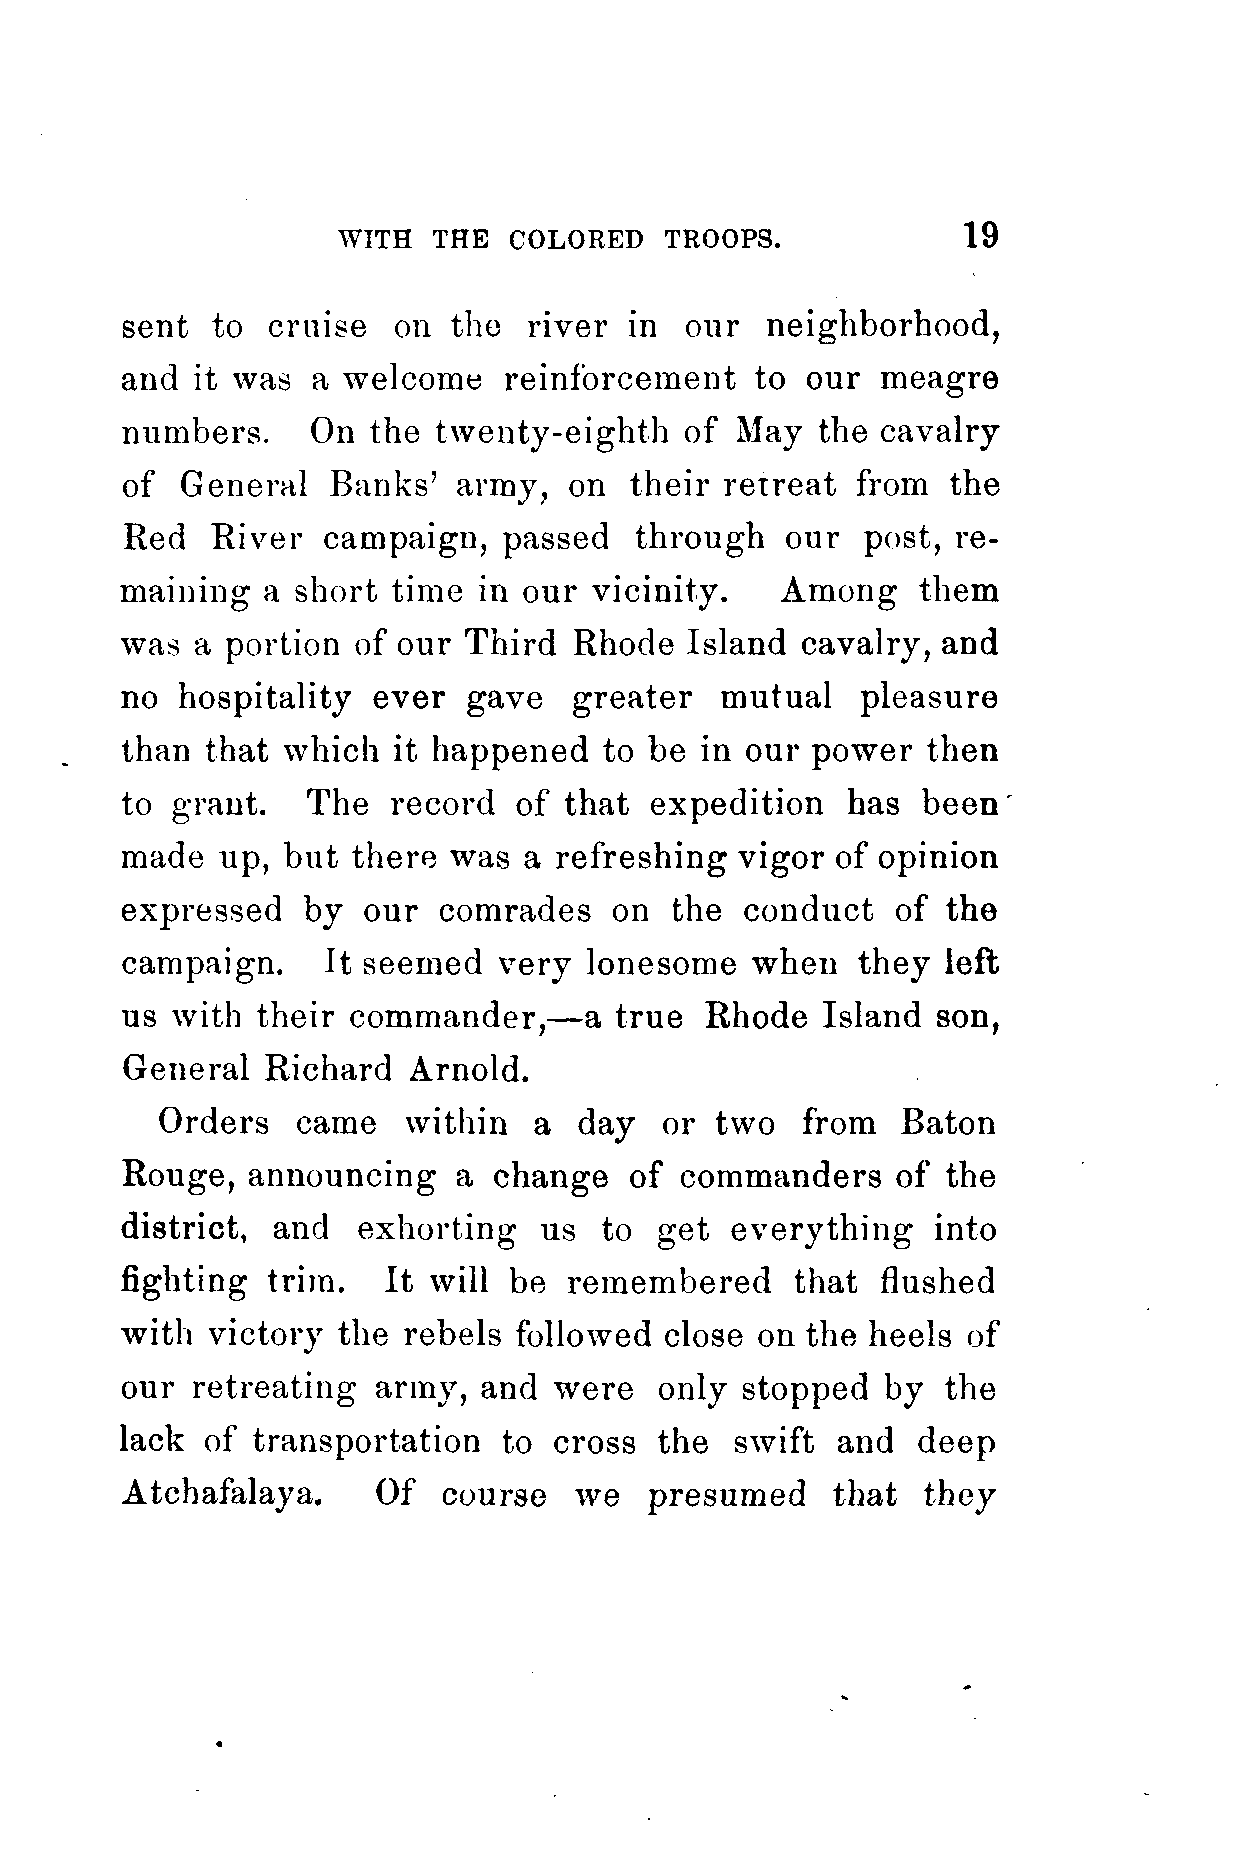 WITH THE COLORED TROOPS. 19
sent to cruise on the river in our neighborhood,
and it was a welcome reinforcement to our meagre
numbers. On the twenty-eighth of May the cavalry
of General Banks' army, on their retreat from the
Red River campaign, passed through our post, re-
maining a short time in our vicinity. Among them
was a portion of our Third Rhode Island cavalry, and
no hospitality ever gave greater mutual pleasure
than that which it happened to be in our power then
to grant. The record of that expedition has been
made up, but there was a refreshing vigor of opinion
expressed by our comrades on the conduct of the
campaign. It seemed very lonesome when they left
us with their commander,—a true Rhode Island son,
General Richard Arnold.
Orders came within a day or two from Baton
Rouge, announcing a change of commanders of the
district, and exhorting us to get everything into
fighting trim. It will be remembered that flushed
with victory the rebels followed close on the heels of
our retreating army, and were only stopped by the
lack of transportation to cross the swift and deep
Atchafalaya. Of course we presumed that they